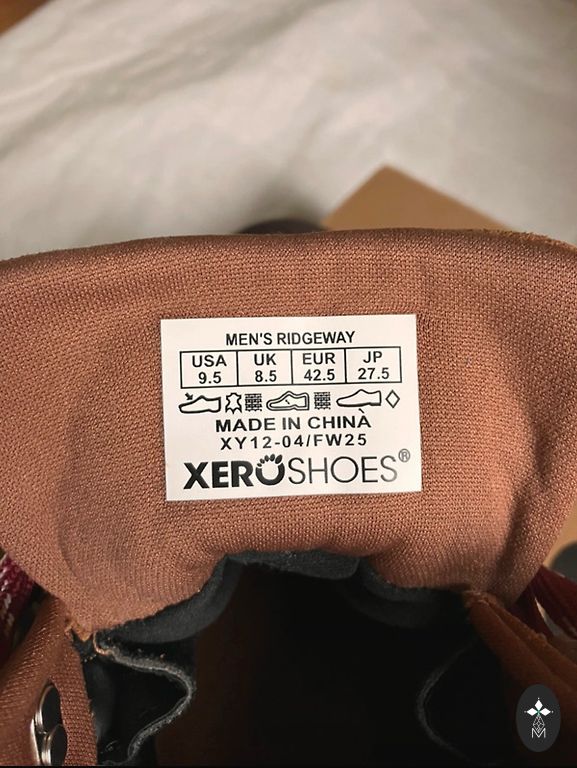 MEN'S RIDGEWAY
USA UK EUR JP
9.5 8.5 42.5 27.5
MADE IN CHINA
XY12-04/FW25
XEROSHOES®
M